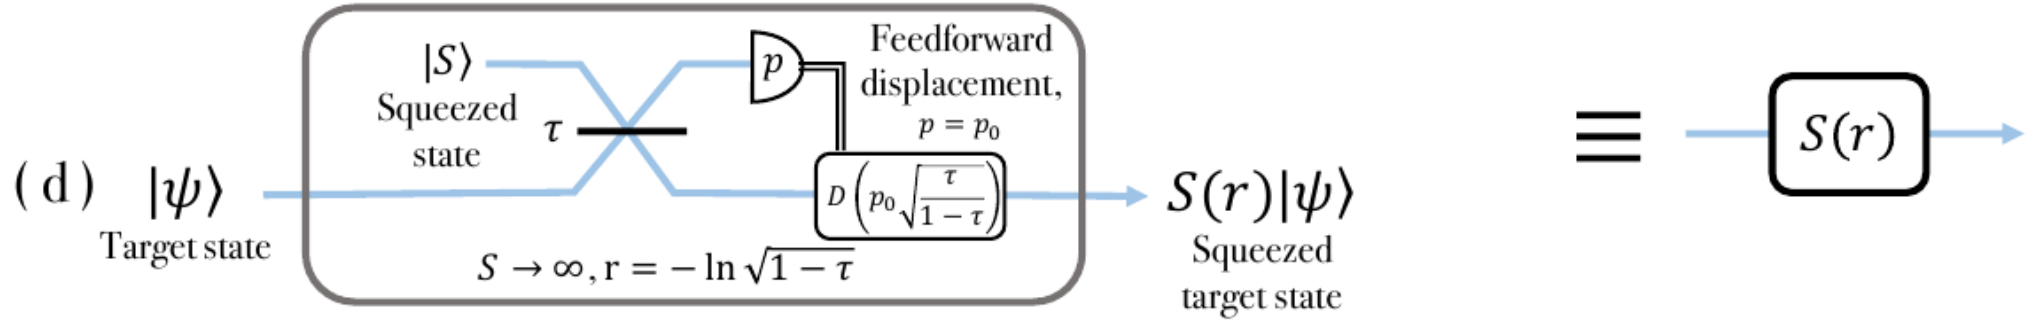 (d)
|ψ⟩
Target state
|S⟩
Squeezed
state
τ
p
Feedforward
displacement,
p = p₀
D(p₀√(τ/(1 − τ)))
S → ∞, r = − ln √(1 − τ)
S(r)|ψ⟩
Squeezed
target state
≡
S(r)